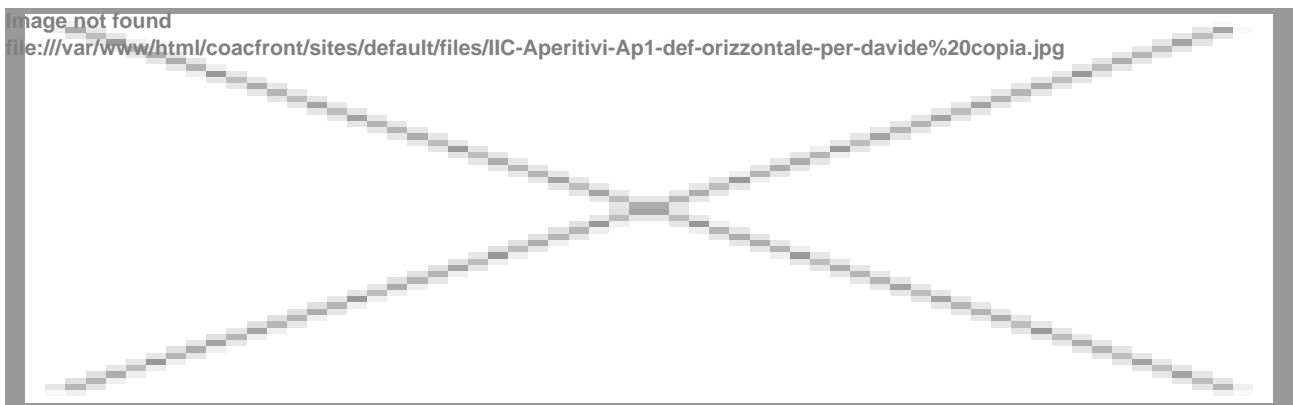 Image not found
file:///var/www/html/coacfront/sites/default/files/IIC-Aperitivi-Ap1-def-orizzontale-per-davide%20copia.jpg